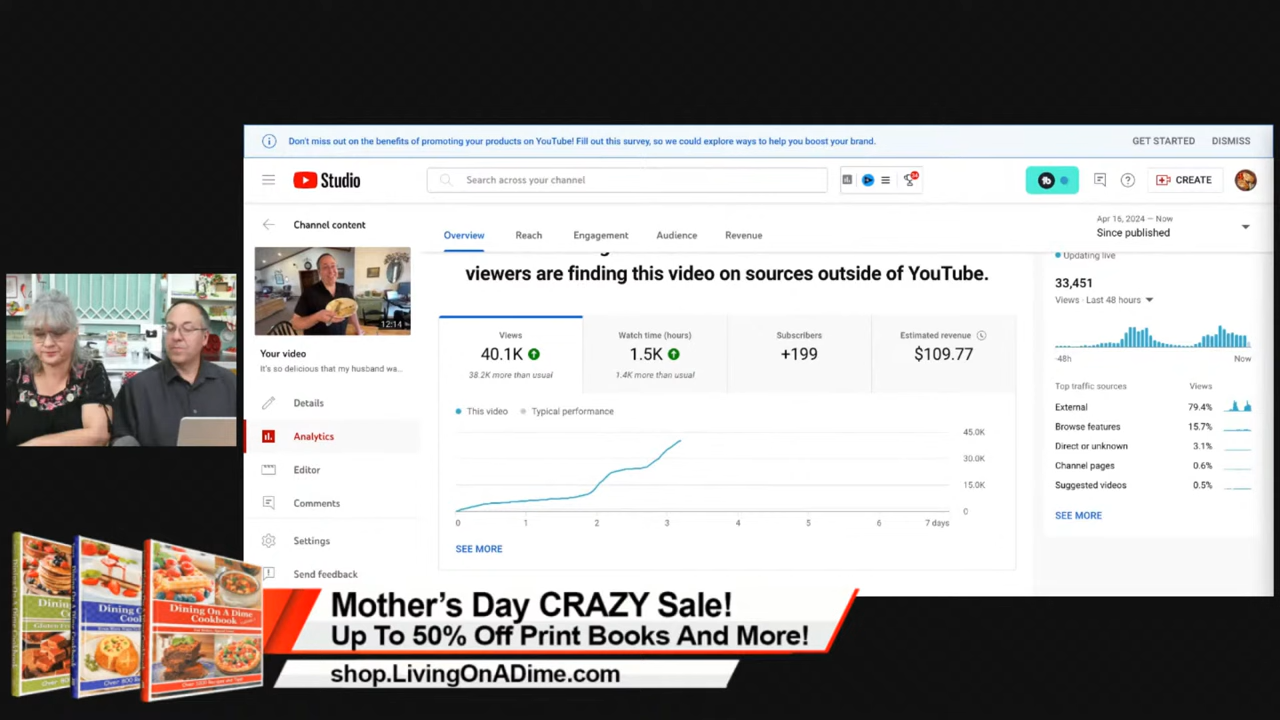 Don't miss out on the benefits of promoting your products on YouTube! Fill out this survey, so we could explore ways to help you boost your brand.
GET STARTED
DISMISS
Studio
Search across your channel
CREATE
Channel content
Overview
Reach
Engagement
Audience
Revenue
Apr 16, 2024 – Now
Since published
12:14
Your video
It's so delicious that my husband wa...
Details
Analytics
Editor
Comments
Settings
Send feedback
viewers are finding this video on sources outside of YouTube.
Views
40.1K
38.2K more than usual
Watch time (hours)
1.5K
1.4K more than usual
Subscribers
+199
Estimated revenue
$109.77
This video
Typical performance
45.0K
30.0K
15.0K
0
0 1 2 3 4 5 6 7 days
SEE MORE
Updating live
33,451
Views · Last 48 hours
-48h
Now
Top traffic sources
Views
External 79.4%
Browse features 15.7%
Direct or unknown 3.1%
Channel pages 0.6%
Suggested videos 0.5%
SEE MORE
Dining On A Dime
Cookbook
Mother's Day CRAZY Sale!
Up To 50% Off Print Books And More!
shop.LivingOnADime.com